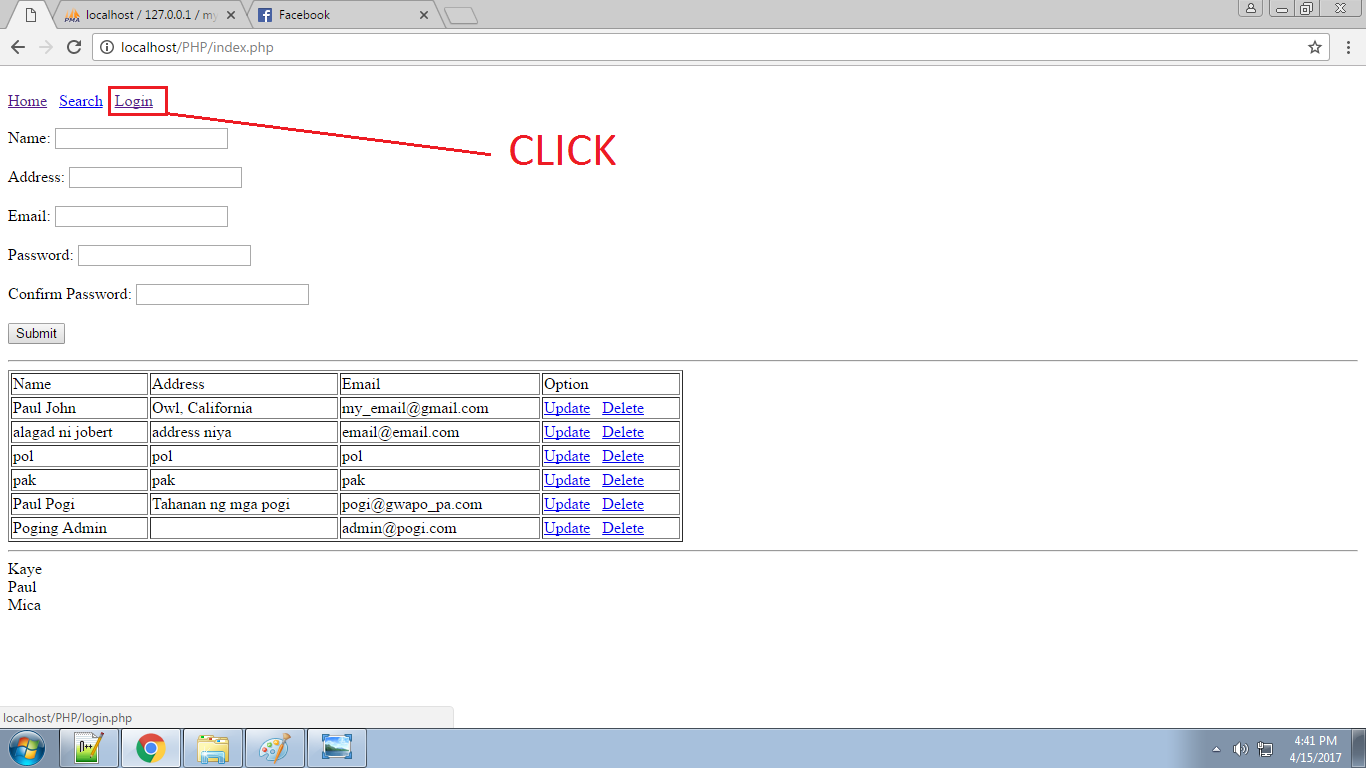 localhost / 127.0.0.1 / my
Facebook
localhost/PHP/index.php
Home Search Login
CLICK
Name:
Address:
Email:
Password:
Confirm Password:
Submit
Name Address Email Option
Paul John Owl, California my_email@gmail.com Update Delete
alagad ni jobert address niya email@email.com Update Delete
pol pol pol Update Delete
pak pak pak Update Delete
Paul Pogi Tahanan ng mga pogi pogi@gwapo_pa.com Update Delete
Poging Admin admin@pogi.com Update Delete
Kaye
Paul
Mica
localhost/PHP/login.php
4:41 PM
4/15/2017